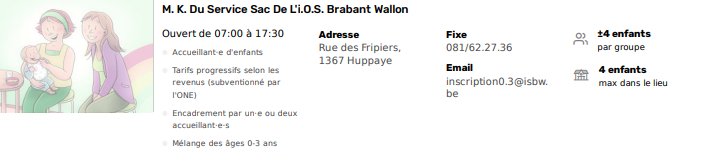 M. K. Du Service Sac De L'i.O.S. Brabant Wallon
Ouvert de 07:00 à 17:30
Accueillant·e d'enfants
Tarifs progressifs selon les
revenus (subventionné par
l'ONE)
Encadrement par un·e ou deux
accueillant·e·s
Mélange des âges 0-3 ans
Adresse
Rue des Fripiers,
1367 Huppaye
Fixe
081/62.27.36
Email
inscription0.3@isbw.
be
±4 enfants
par groupe
4 enfants
max dans le lieu